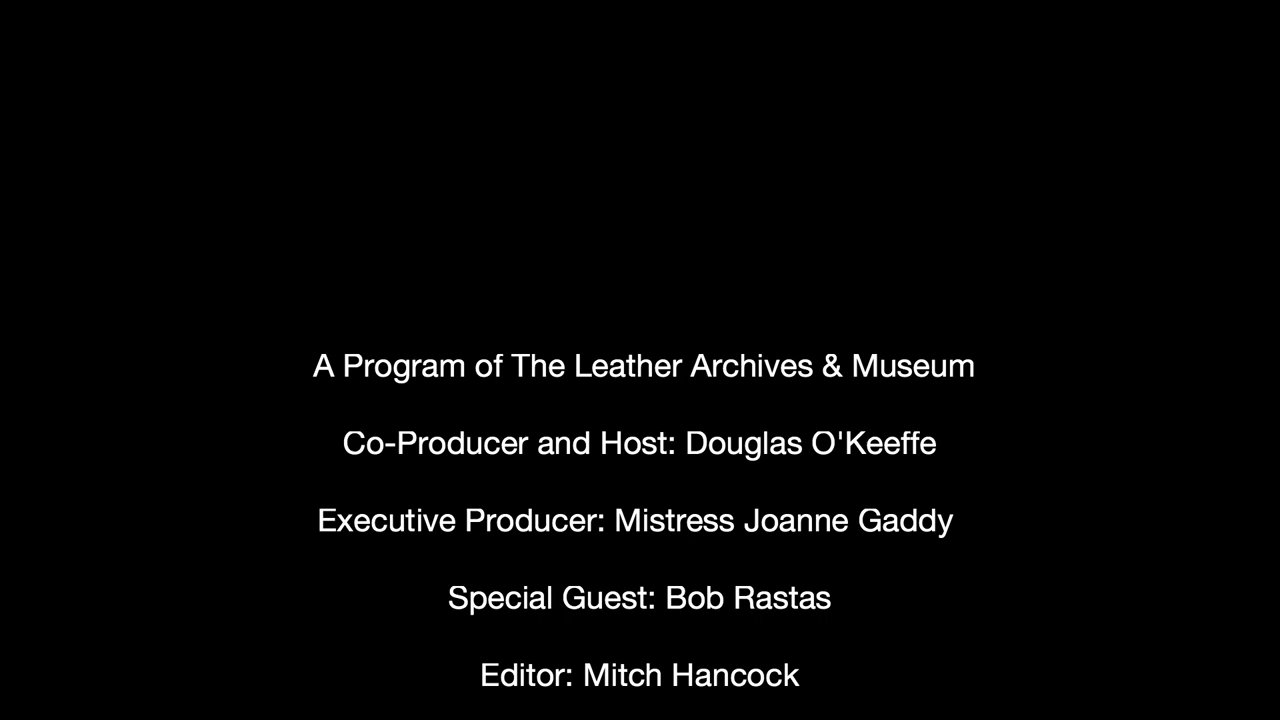 A Program of The Leather Archives & Museum
Co-Producer and Host: Douglas O'Keeffe
Executive Producer: Mistress Joanne Gaddy
Special Guest: Bob Rastas
Editor: Mitch Hancock